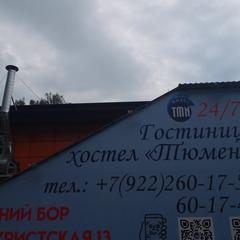 ТМН 24/7
Гостиниц
хостел «Тюмен
тел.: +7(922)260-17-
60-17-
НИЙ БОР
УРИСТСКАЯ 13